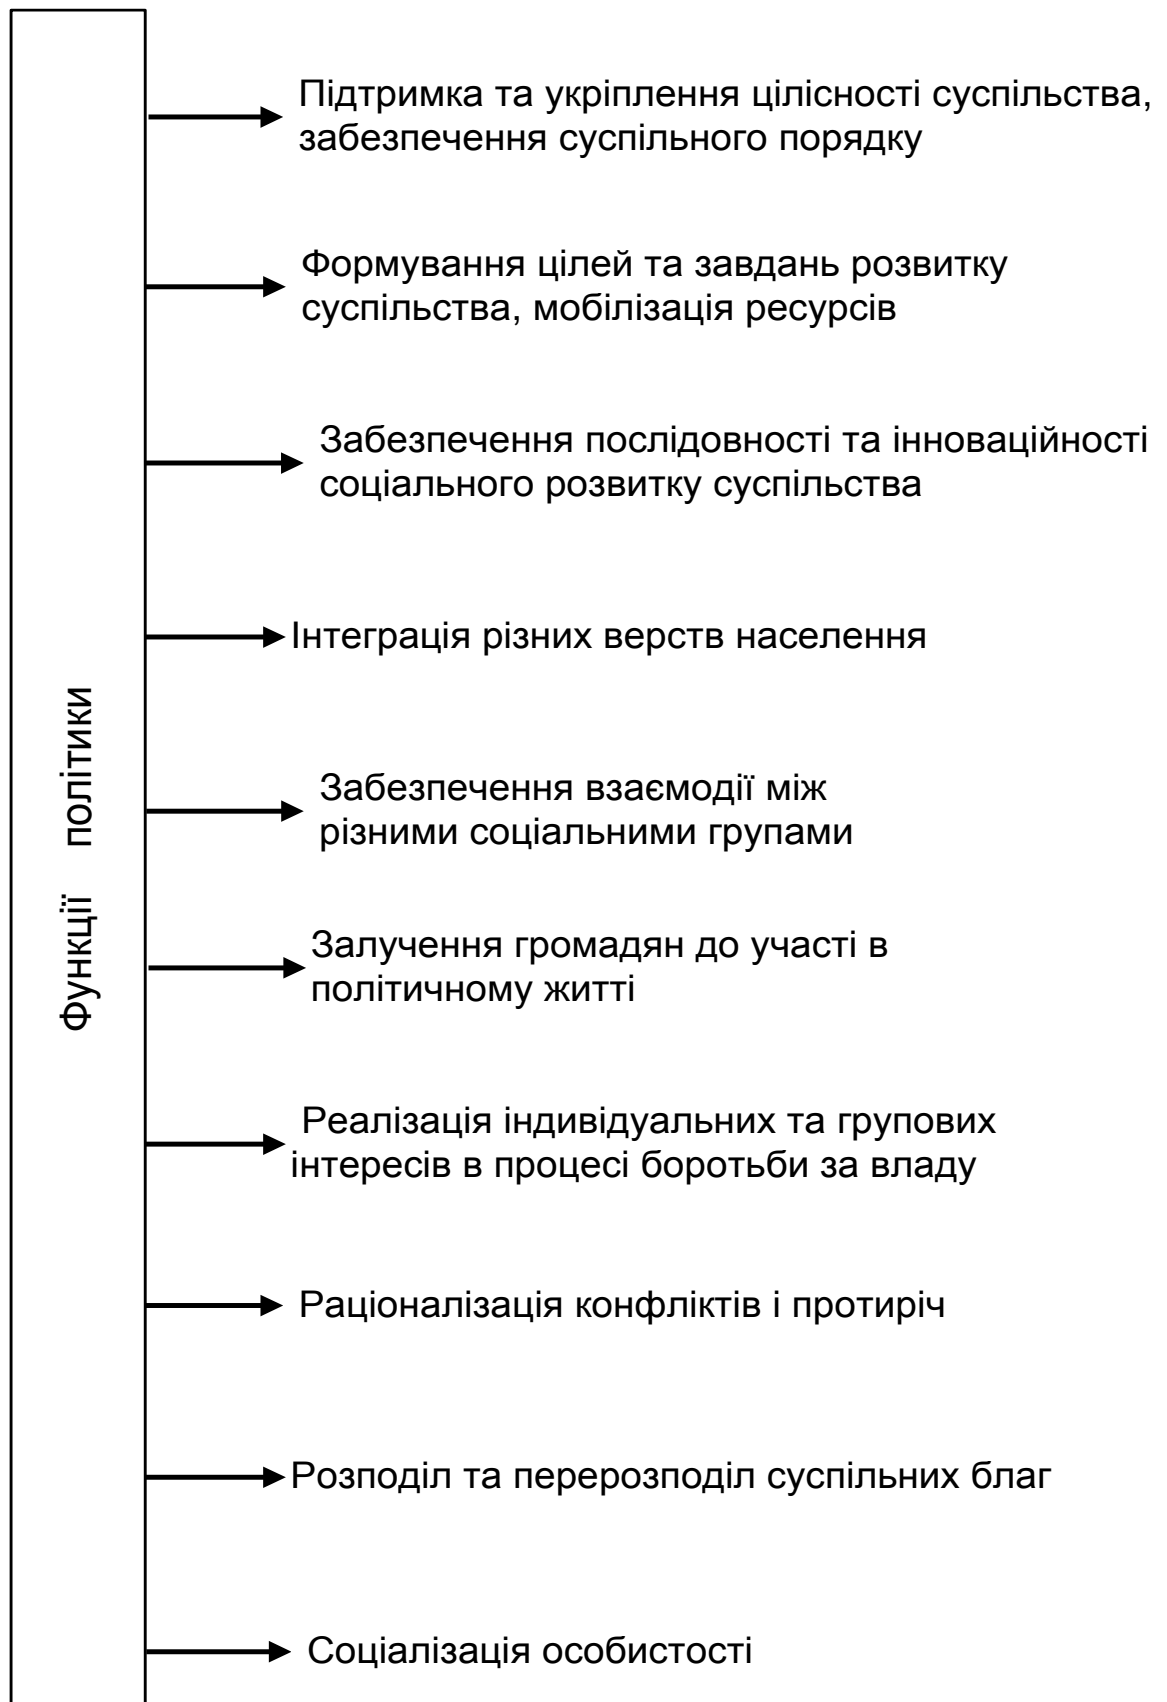 Функції політики
Підтримка та укріплення цілісності суспільства,
забезпечення суспільного порядку
Формування цілей та завдань розвитку
суспільства, мобілізація ресурсів
Забезпечення послідовності та інноваційності
соціального розвитку суспільства
Інтеграція різних верств населення
Забезпечення взаємодії між
різними соціальними групами
Залучення громадян до участі в
політичному житті
Реалізація індивідуальних та групових
інтересів в процесі боротьби за владу
Раціоналізація конфліктів і протиріч
Розподіл та перерозподіл суспільних благ
Соціалізація особистості